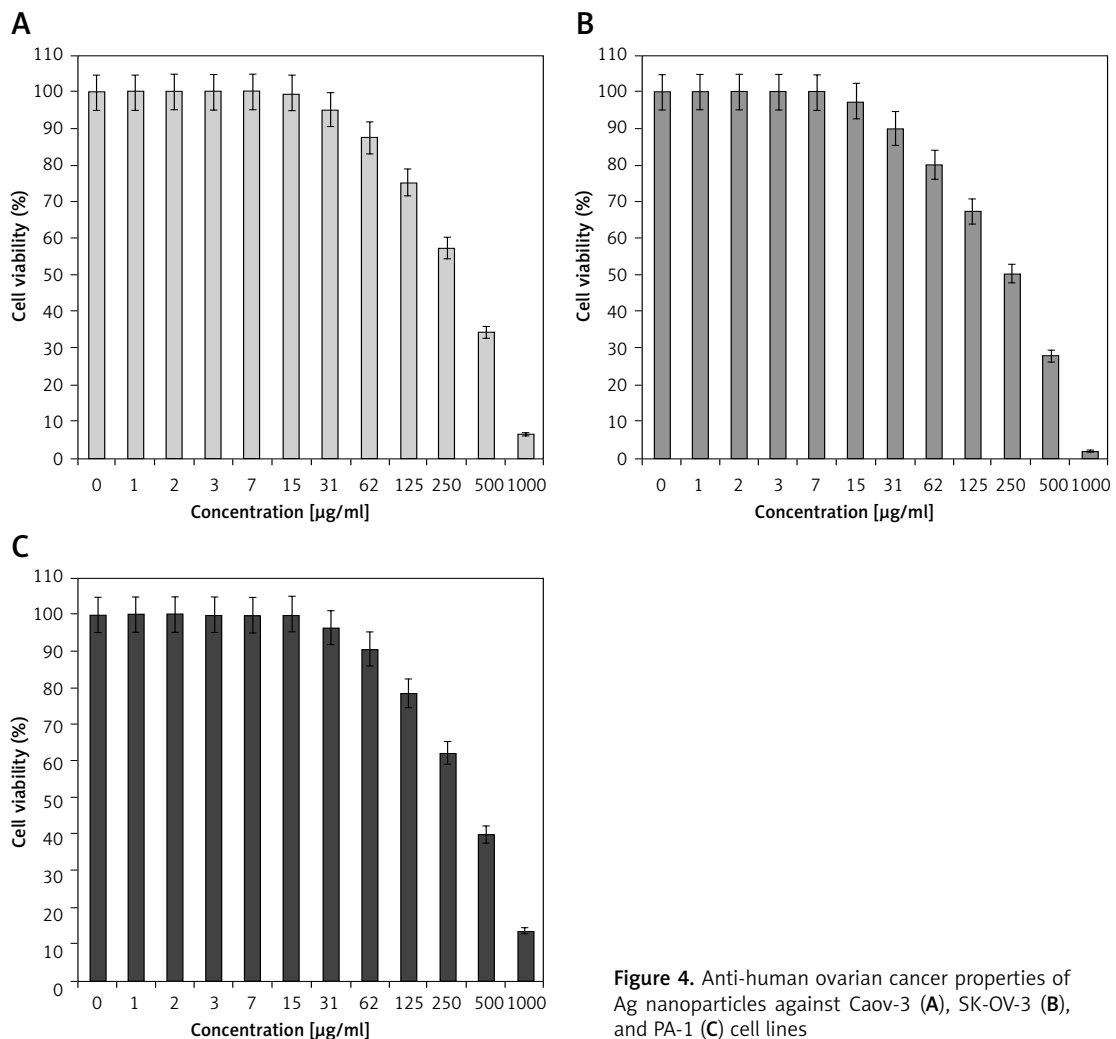 A
110
100
90
80
70
60
50
40
30
20
10
0
Cell viability (%)
0 1 2 3 7 15 31 62 125 250 500 1000
Concentration [µg/ml]
B
110
100
90
80
70
60
50
40
30
20
10
0
Cell viability (%)
0 1 2 3 7 15 31 62 125 250 500 1000
Concentration [µg/ml]
C
110
100
90
80
70
60
50
40
30
20
10
0
Cell viability (%)
0 1 2 3 7 15 31 62 125 250 500 1000
Concentration [µg/ml]
Figure 4. Anti-human ovarian cancer properties of
Ag nanoparticles against Caov-3 (A), SK-OV-3 (B),
and PA-1 (C) cell lines